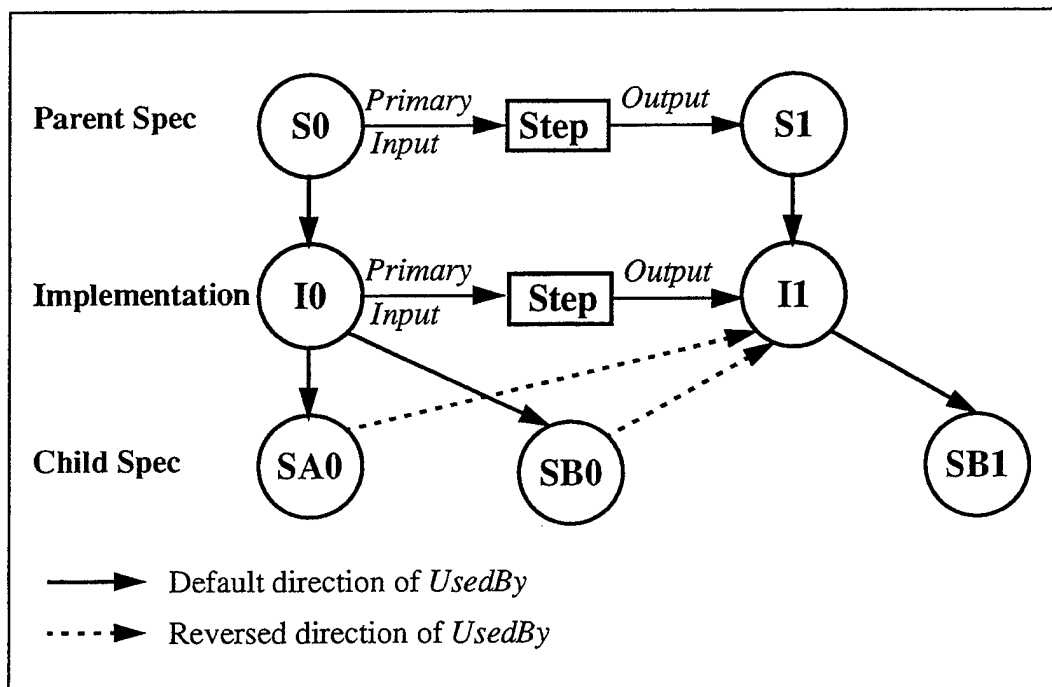 Parent Spec
S0
Primary
Input
Step
Output
S1
Implementation
I0
Primary
Input
Step
Output
I1
Child Spec
SA0
SB0
SB1
Default direction of UsedBy
Reversed direction of UsedBy